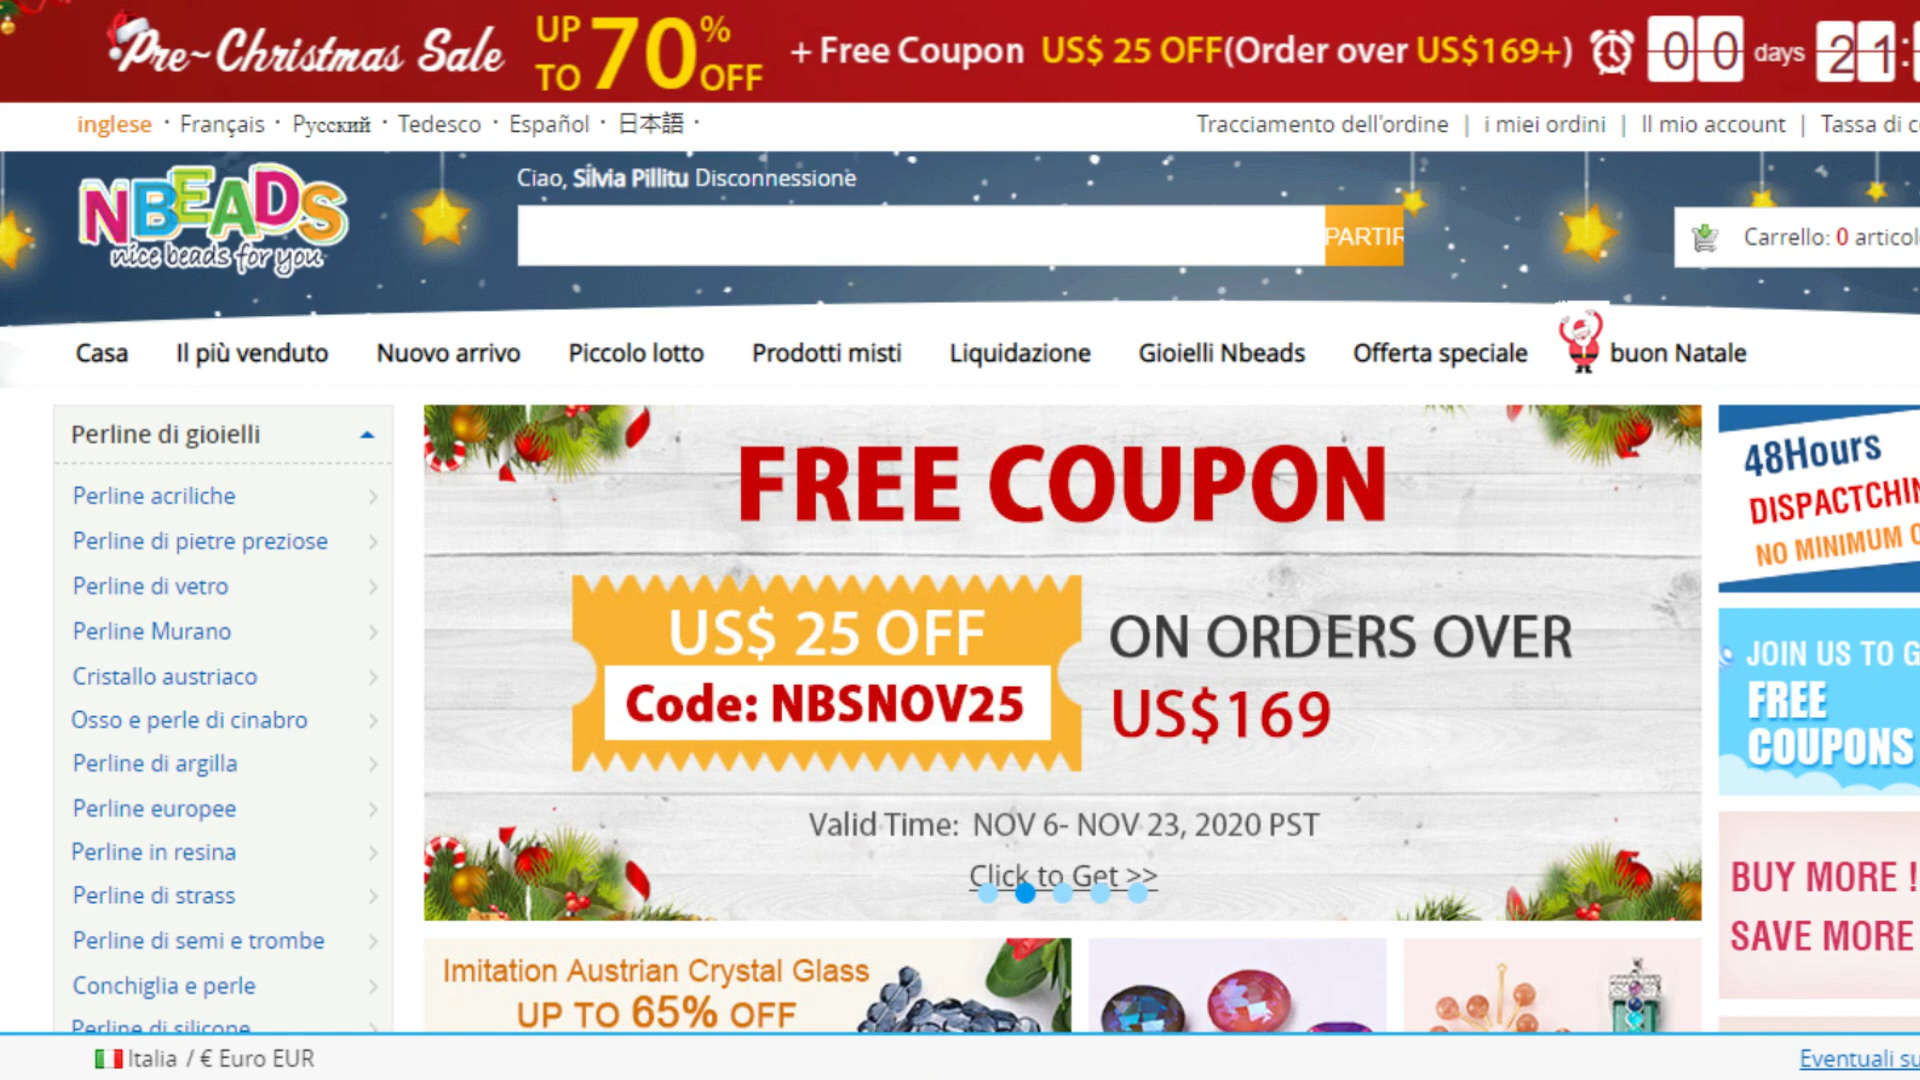 Pre~Christmas Sale UP TO 70% OFF + Free Coupon US$ 25 OFF(Order over US$169+) 00 days 21:
inglese · Français · Русский · Tedesco · Español · 日本語 ·
Tracciamento dell'ordine | i miei ordini | Il mio account | Tassa di
NBEADS
nice beads for you
Ciao, Silvia Pillitu Disconnessione
PARTIR
Carrello: 0 articol
Casa Il più venduto Nuovo arrivo Piccolo lotto Prodotti misti Liquidazione Gioielli Nbeads Offerta speciale buon Natale
Perline di gioielli
Perline acriliche
Perline di pietre preziose
Perline di vetro
Perline Murano
Cristallo austriaco
Osso e perle di cinabro
Perline di argilla
Perline europee
Perline in resina
Perline di strass
Perline di semi e trombe
Conchiglia e perle
Perline di silicone
FREE COUPON
US$ 25 OFF
Code: NBSNOV25
ON ORDERS OVER
US$169
Valid Time: NOV 6- NOV 23, 2020 PST
Click to Get >>
48Hours
DISPACTCHIN
NO MINIMUM
JOIN US TO G
FREE
COUPONS
BUY MORE !
SAVE MORE
Imitation Austrian Crystal Glass
UP TO 65% OFF
Italia / € Euro EUR
Eventuali su